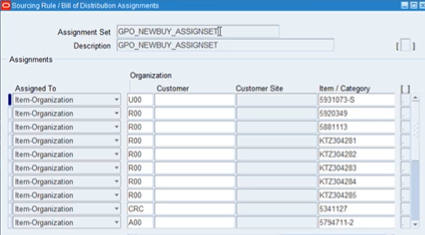 Sourcing Rule / Bill of Distribution Assignments
Assignment Set GPO_NEWBUY_ASSIGNSET
Description GPO_NEWBUY_ASSIGNSET [ ]
Assignments
Organization
Assigned To Customer Customer Site Item / Category [ ]
Item-Organization U00 5931073-S
Item-Organization R00 5920349
Item-Organization R00 5881113
Item-Organization R00 KTZ304281
Item-Organization R00 KTZ304282
Item-Organization R00 KTZ304283
Item-Organization R00 KTZ304284
Item-Organization R00 KTZ304285
Item-Organization CRC 5341127
Item-Organization A00 5794711-2